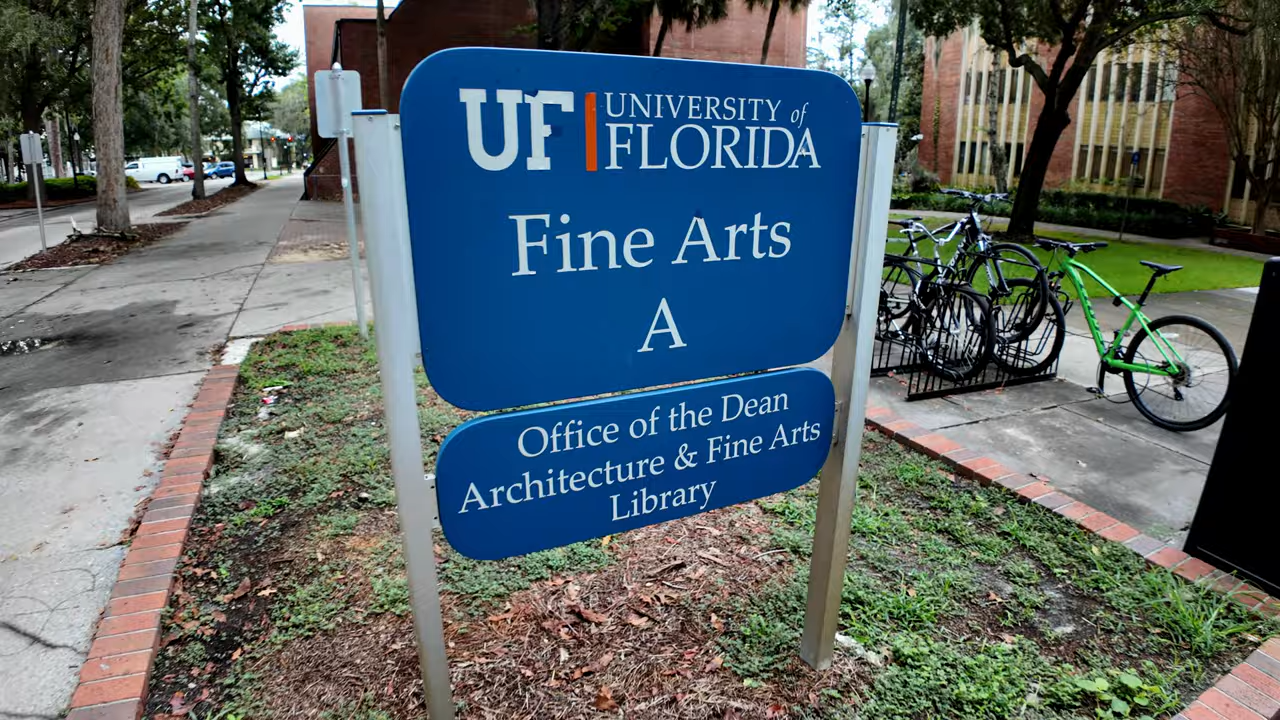 UF | UNIVERSITY of
FLORIDA
Fine Arts
A
Office of the Dean
Architecture & Fine Arts
Library